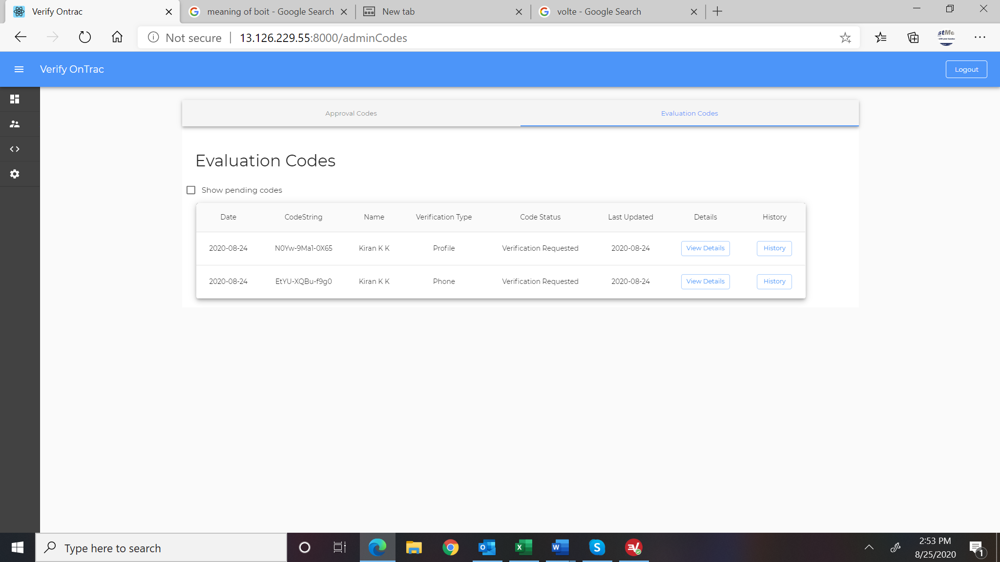 Verify Ontrac
meaning of boit - Google Search
New tab
volte - Google Search
Not secure | 13.126.229.55:8000/adminCodes
stMe
Verify OnTrac
Logout
Approval Codes
Evaluation Codes
Evaluation Codes
Show pending codes
Date CodeString Name Verification Type Code Status Last Updated Details History
2020-08-24 N0Yw-9Ma1-0X65 Kiran K K Profile Verification Requested 2020-08-24 View Details History
2020-08-24 EtYU-XQBu-f9g0 Kiran K K Phone Verification Requested 2020-08-24 View Details History
Type here to search
2:53 PM
8/25/2020
1